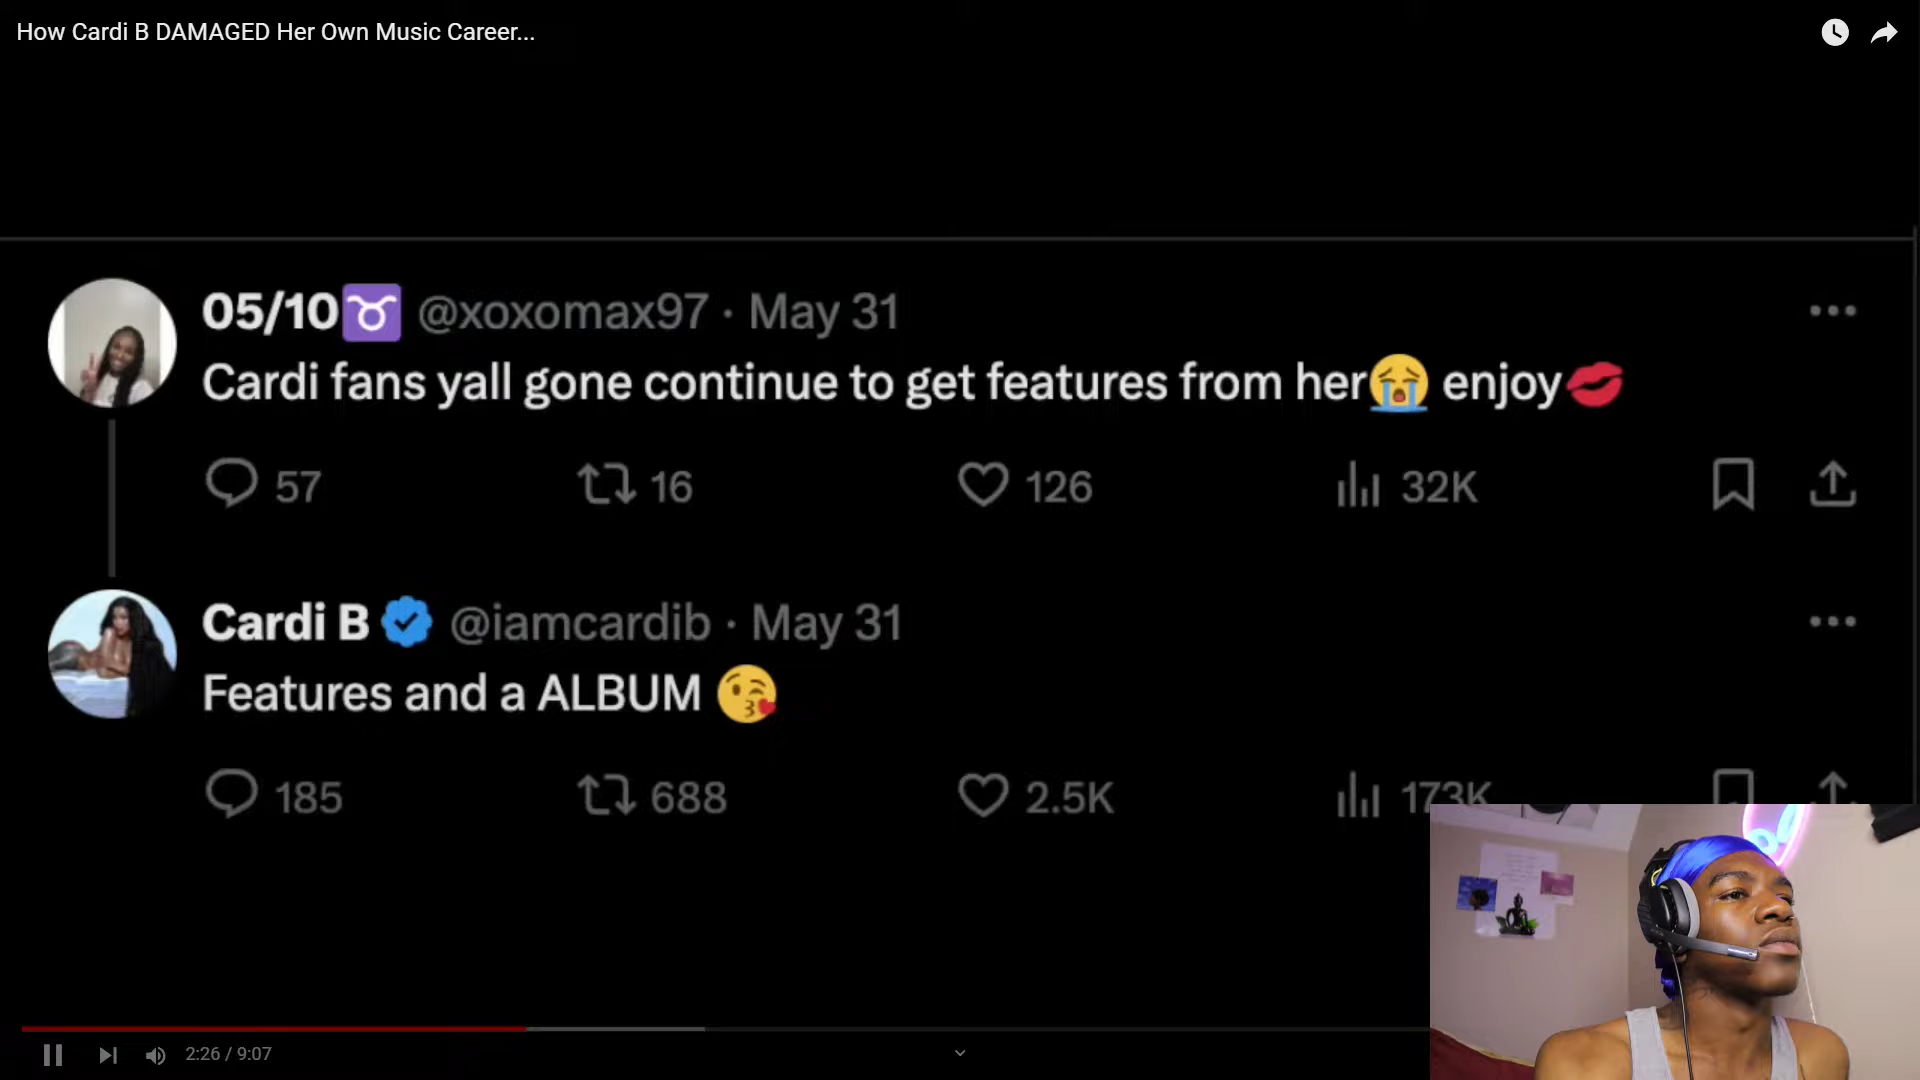 How Cardi B DAMAGED Her Own Music Career...
05/10♉ @xoxomax97 · May 31
Cardi fans yall gone continue to get features from her😭 enjoy💋
57 16 126 32K
Cardi B @iamcardib · May 31
Features and a ALBUM 😘
185 688 2.5K 173K
2:26 / 9:07